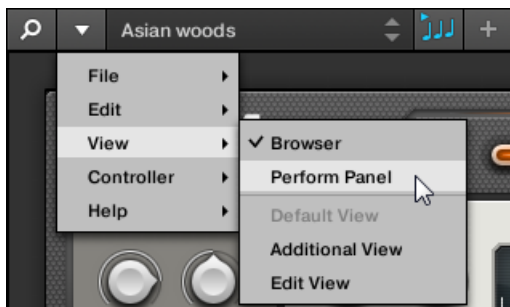 Asian woods
File
Edit
View
Controller
Help
Browser
Perform Panel
Default View
Additional View
Edit View